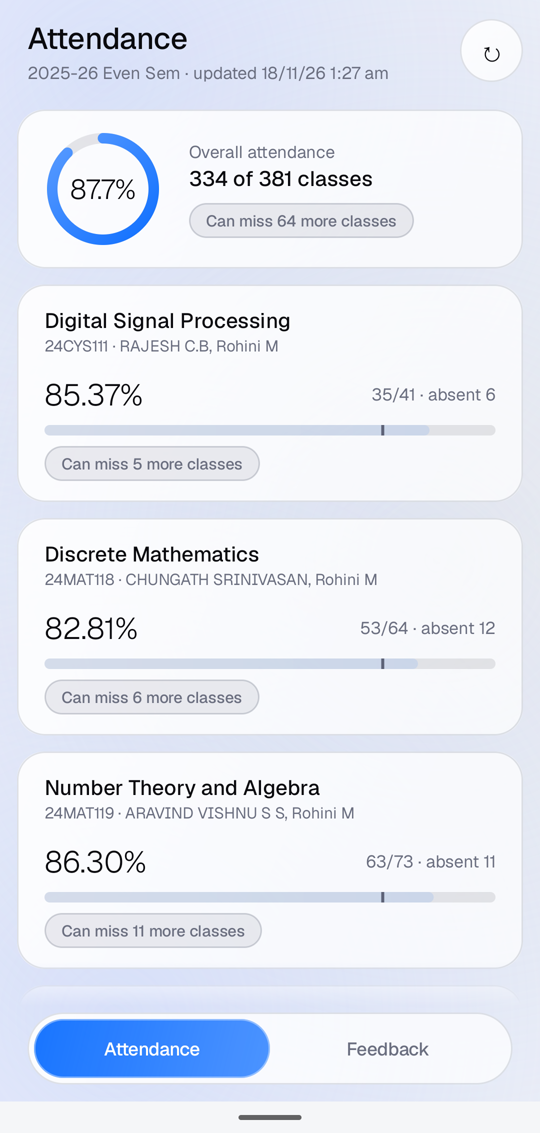 Attendance
2025-26 Even Sem · updated 18/11/26 1:27 am
↻
87.7%
Overall attendance
334 of 381 classes
Can miss 64 more classes
Digital Signal Processing
24CYS111 · RAJESH C.B, Rohini M
85.37%
35/41 · absent 6
Can miss 5 more classes
Discrete Mathematics
24MAT118 · CHUNGATH SRINIVASAN, Rohini M
82.81%
53/64 · absent 12
Can miss 6 more classes
Number Theory and Algebra
24MAT119 · ARAVIND VISHNU S S, Rohini M
86.30%
63/73 · absent 11
Can miss 11 more classes
Attendance
Feedback